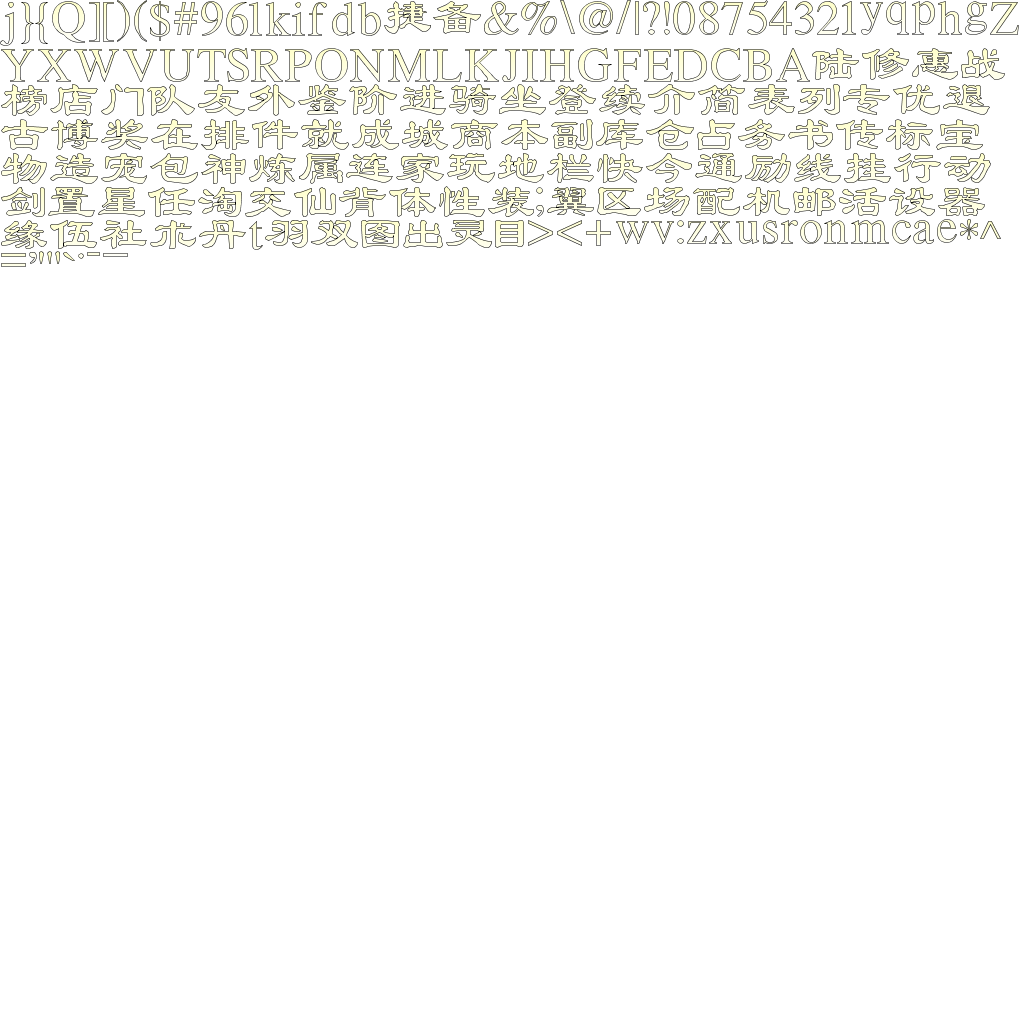 j}{Q][)($#961kifdb捷备&%\@/|?!08754321yqphgZ
YXWVUTSRPONMLKJIHGFEDCBA陆修惠战
榜店门队友外鉴阶进骑坐登续介简表列专优退
古博奖在排件就成城商本副库仓占务书传标宝
物造宠包神炼属连家玩地栏快今通励线挂行动
剑置星任淘交仙背体性装;翼区场配机邮活设器
缘伍社术丹t羽双图出灵目><+wv:zxusronmlcae*^
=,''''`·--—